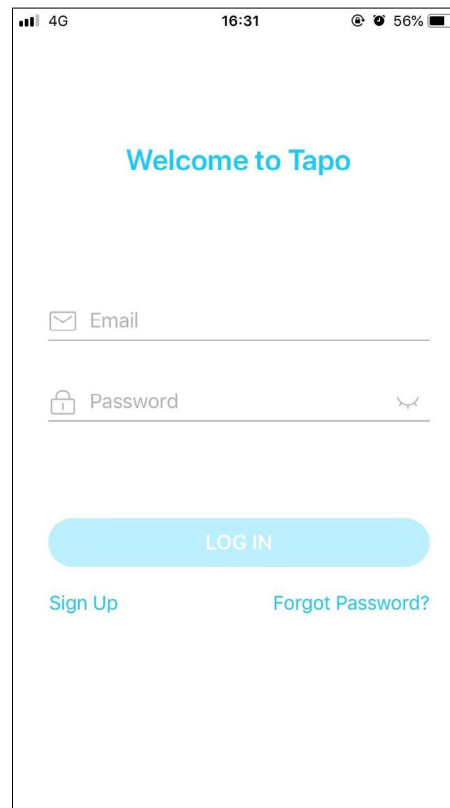 4G 16:31 56%
Welcome to Tapo
Email
Password
LOG IN
Sign Up Forgot Password?